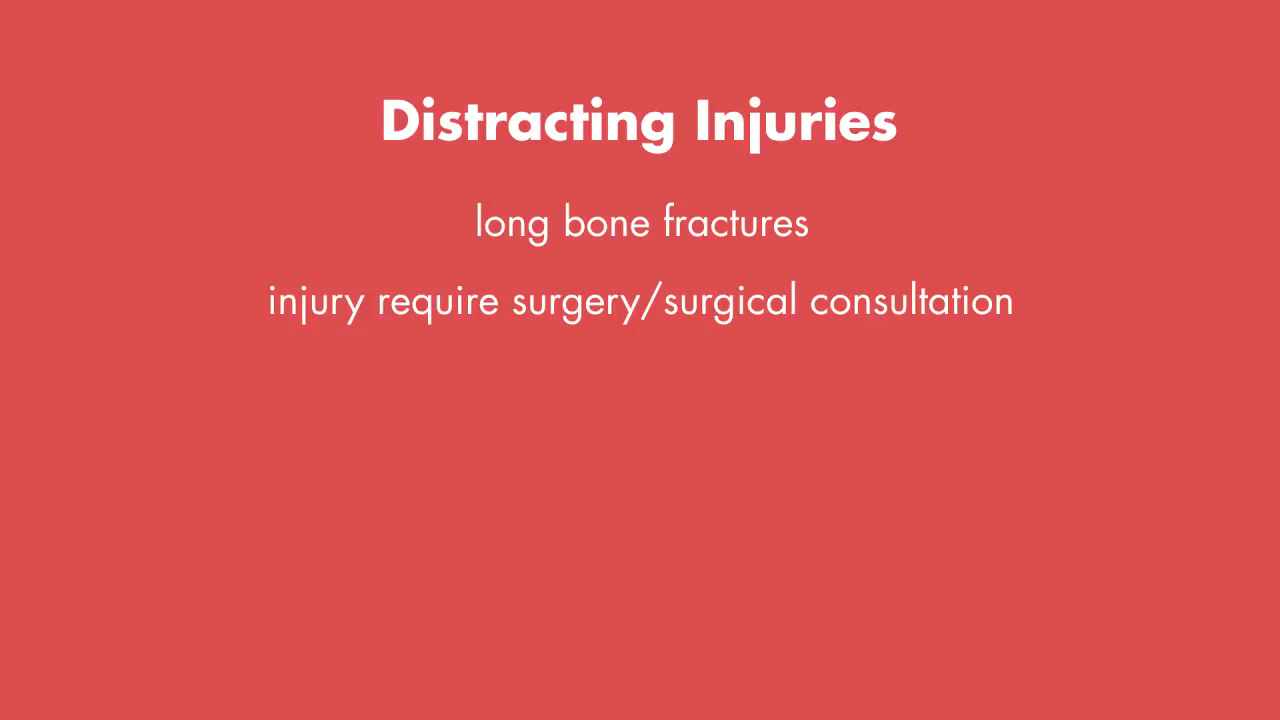 Distracting Injuries
long bone fractures
injury require surgery/surgical consultation